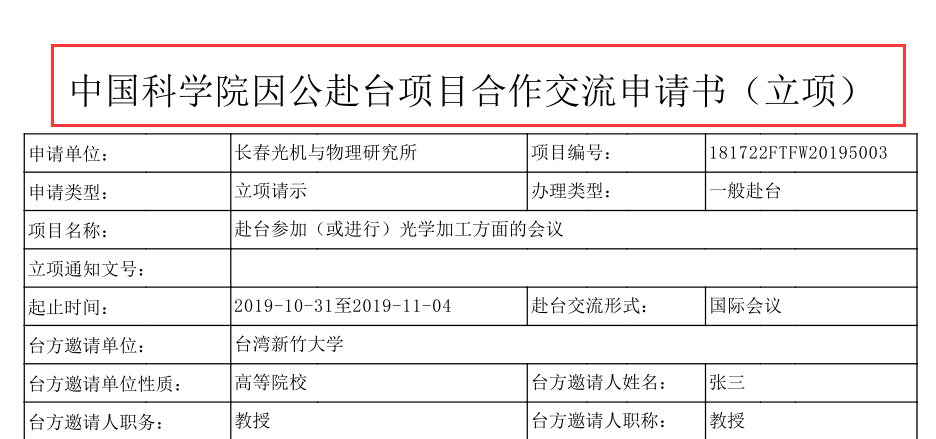 中国科学院因公赴台项目合作交流申请书（立项）
申请单位： 长春光机与物理研究所 项目编号： 181722FTFW20195003
申请类型： 立项请示 办理类型： 一般赴台
项目名称： 赴台参加（或进行）光学加工方面的会议
立项通知文号：
起止时间： 2019-10-31至2019-11-04 赴台交流形式： 国际会议
台方邀请单位： 台湾新竹大学
台方邀请单位性质： 高等院校 台方邀请人姓名： 张三
台方邀请人职务： 教授 台方邀请人职称： 教授